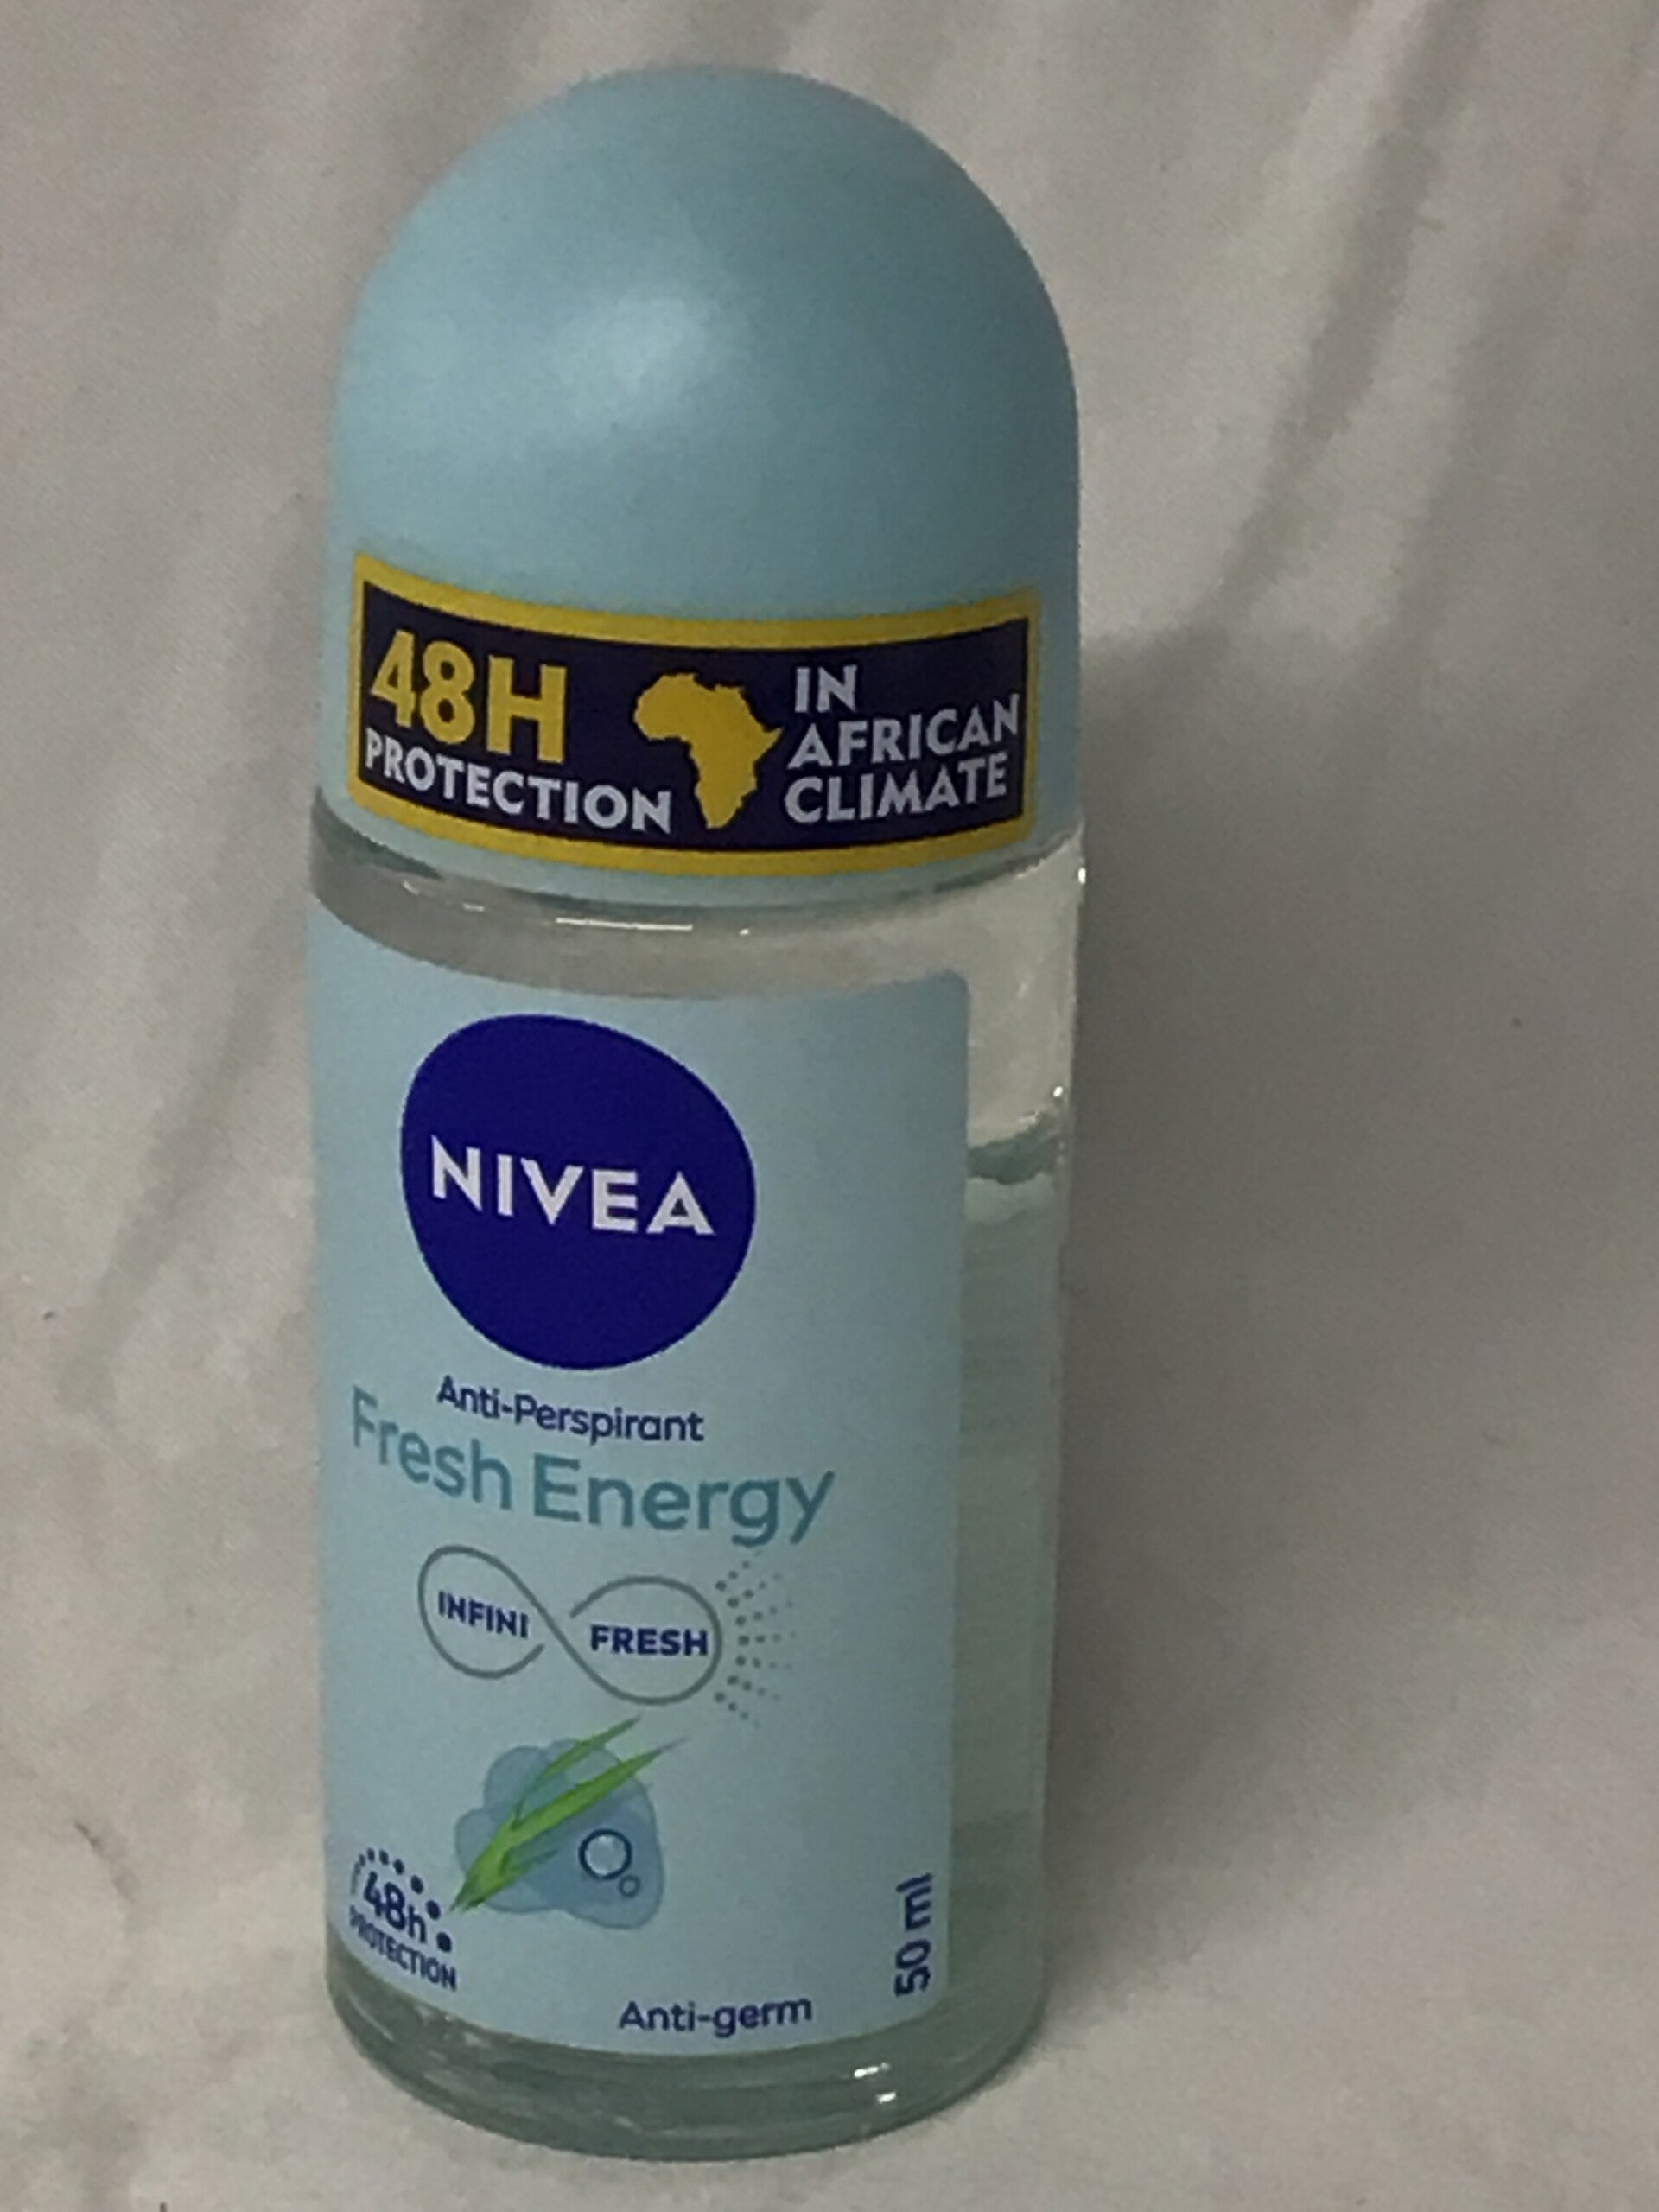 48H
PROTECTION
IN
AFRICAN
CLIMATE
NIVEA
Anti-Perspirant
Fresh Energy
INFINI FRESH
48h
PROTECTION
Anti-germ
50 ml